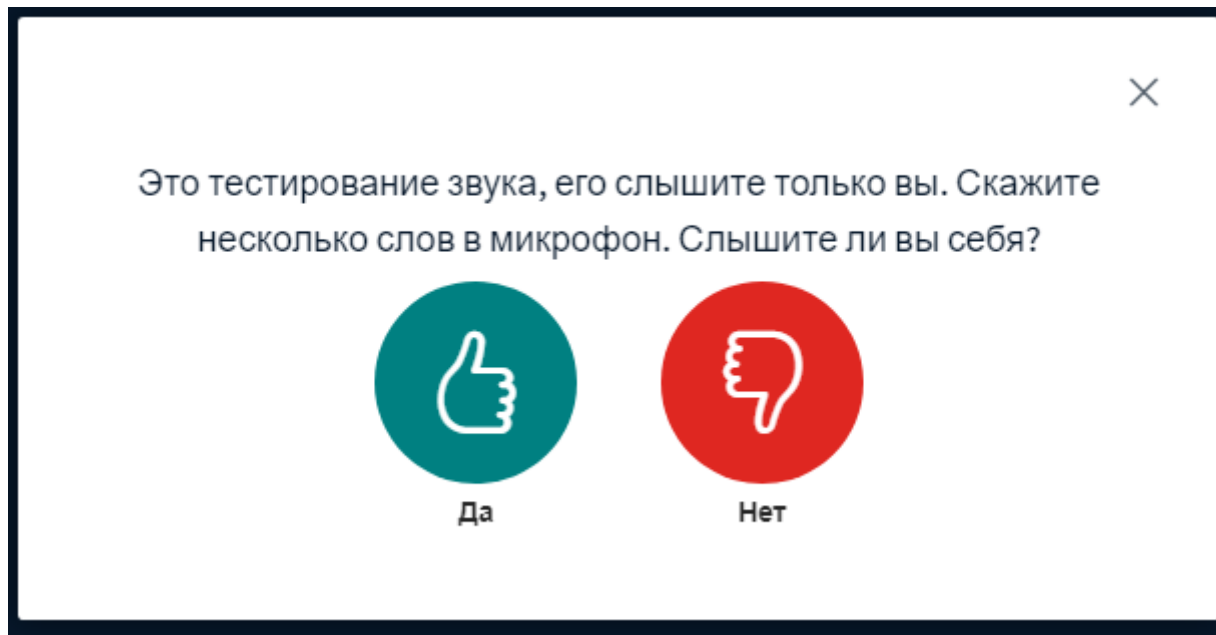 Это тестирование звука, его слышите только вы. Скажите
несколько слов в микрофон. Слышите ли вы себя?
Да
Нет